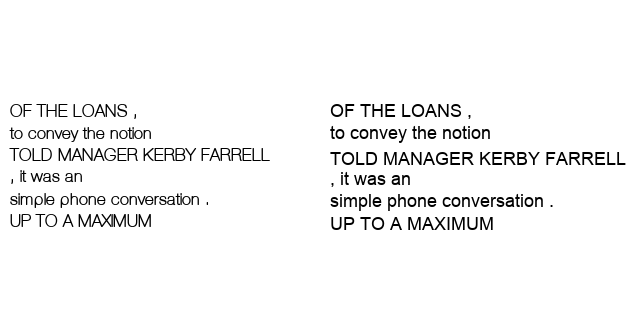 OF THE LOANS ,
to convey the notion
TOLD MANAGER KERBY FARRELL
, it was an
simple phone conversation .
UP TO A MAXIMUM
OF THE LOANS ,
to convey the notion
TOLD MANAGER KERBY FARRELL
, it was an
simple phone conversation .
UP TO A MAXIMUM